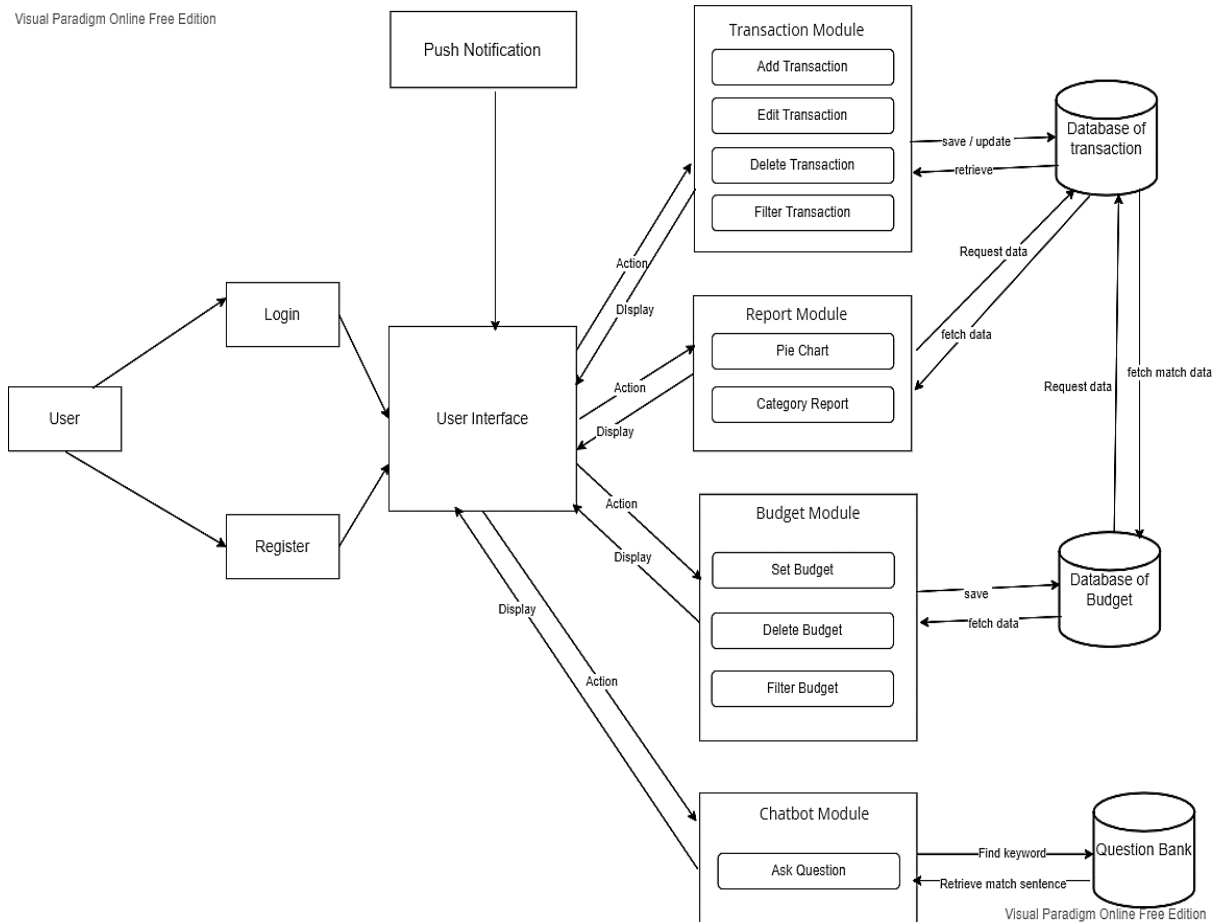 Visual Paradigm Online Free Edition
Push Notification
Transaction Module
Add Transaction
Edit Transaction
Delete Transaction
Filter Transaction
save / update
retrieve
Database of
transaction
Action
DIsplay
Request data
fetch data
Login
Report Module
Pie Chart
Category Report
Action
Display
User
User Interface
Request data
fetch match data
Register
Budget Module
Set Budget
Delete Budget
Filter Budget
Action
Display
save
fetch data
Database of
Budget
Display
Action
Chatbot Module
Ask Question
Find keyword
Retrieve match sentence
Question Bank
Visual Paradigm Online Free Edition